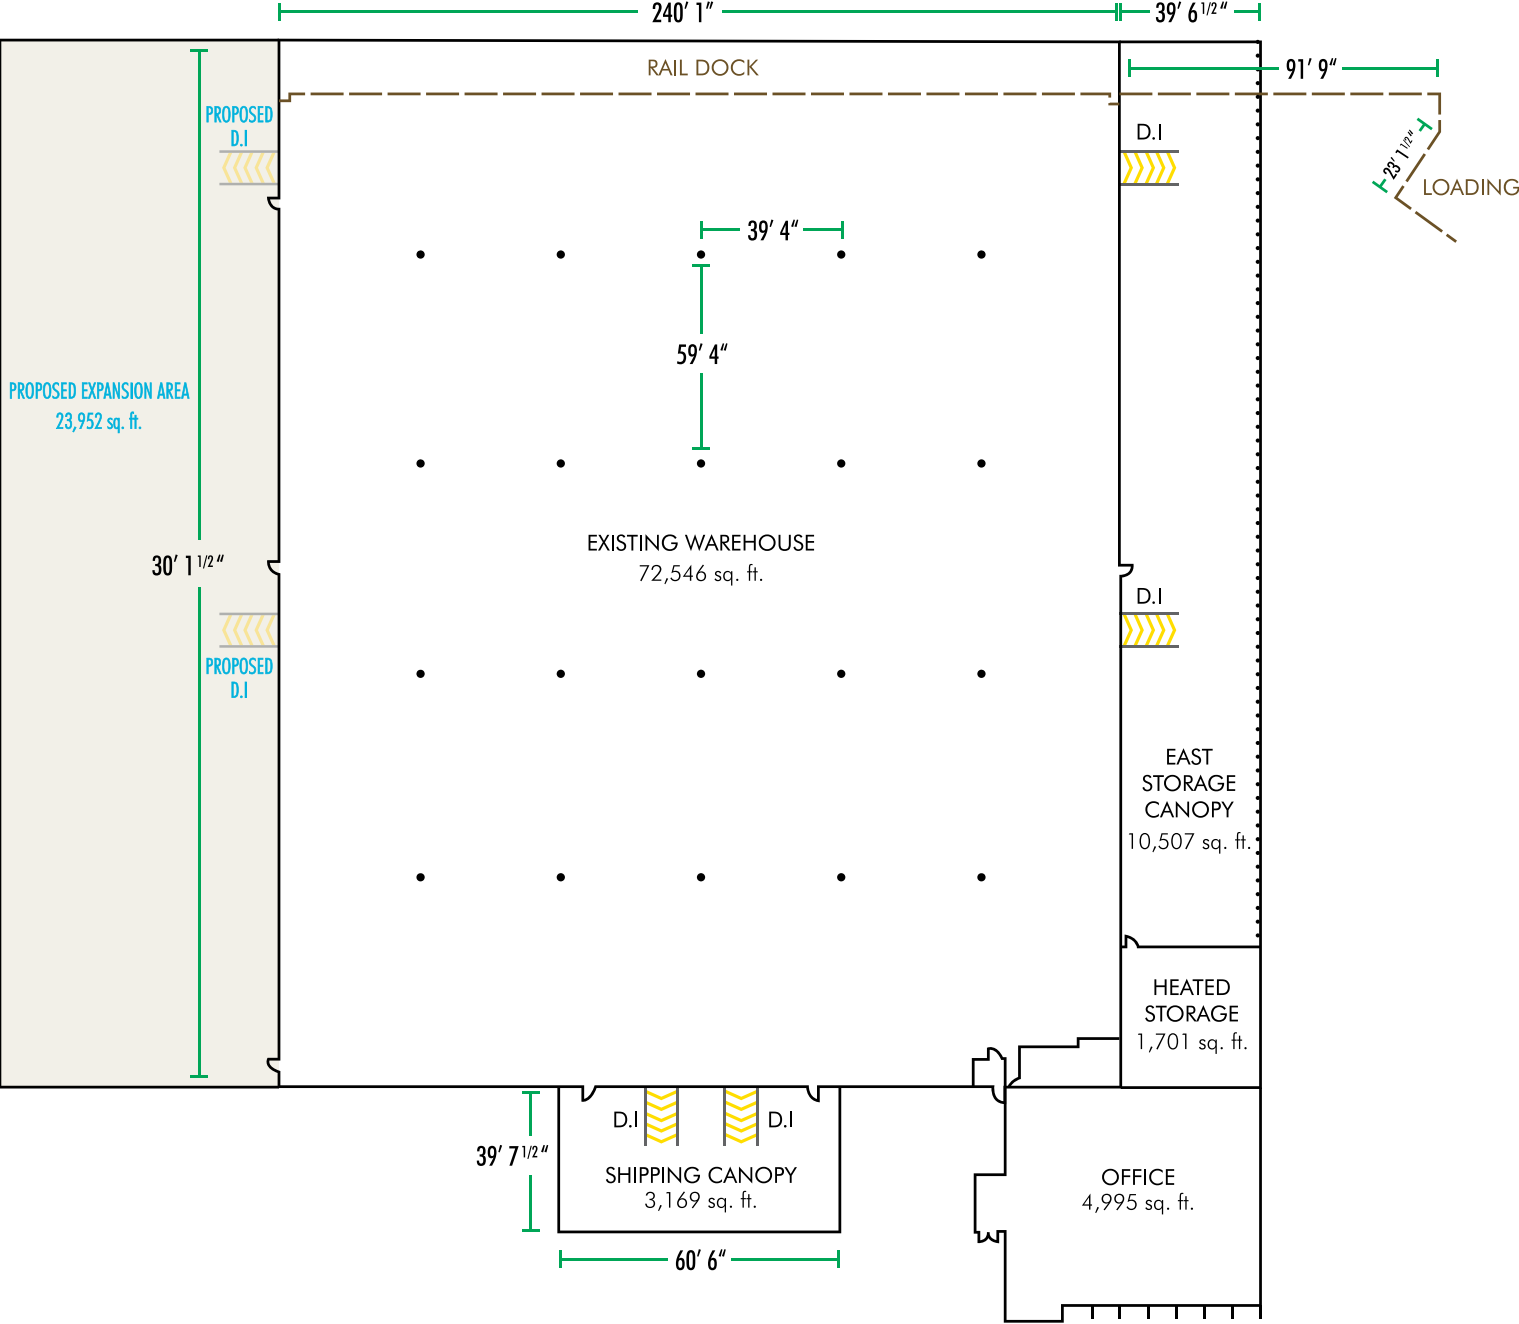 240' 1"
39' 6 1/2"
RAIL DOCK
91' 9"
PROPOSED
D.I
D.I
23' 1 1/2"
LOADING
39' 4"
59' 4"
PROPOSED EXPANSION AREA
23,952 sq. ft.
EXISTING WAREHOUSE
72,546 sq. ft.
30' 1 1/2"
D.I
PROPOSED
D.I
EAST
STORAGE
CANOPY
10,507 sq. ft.
HEATED
STORAGE
1,701 sq. ft.
D.I
D.I
39' 7 1/2"
SHIPPING CANOPY
3,169 sq. ft.
OFFICE
4,995 sq. ft.
60' 6"